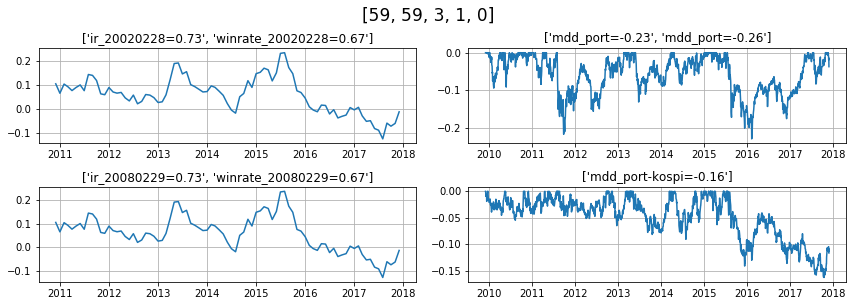 [59, 59, 3, 1, 0]
['ir_20020228=0.73', 'winrate_20020228=0.67']
0.2
0.1
0.0
−0.1
2011 2012 2013 2014 2015 2016 2017 2018
['mdd_port=-0.23', 'mdd_port=-0.26']
0.0
−0.1
−0.2
2010 2011 2012 2013 2014 2015 2016 2017 2018
['ir_20080229=0.73', 'winrate_20080229=0.67']
0.2
0.1
0.0
−0.1
2011 2012 2013 2014 2015 2016 2017 2018
['mdd_port-kospi=-0.16']
0.00
−0.05
−0.10
−0.15
2010 2011 2012 2013 2014 2015 2016 2017 2018